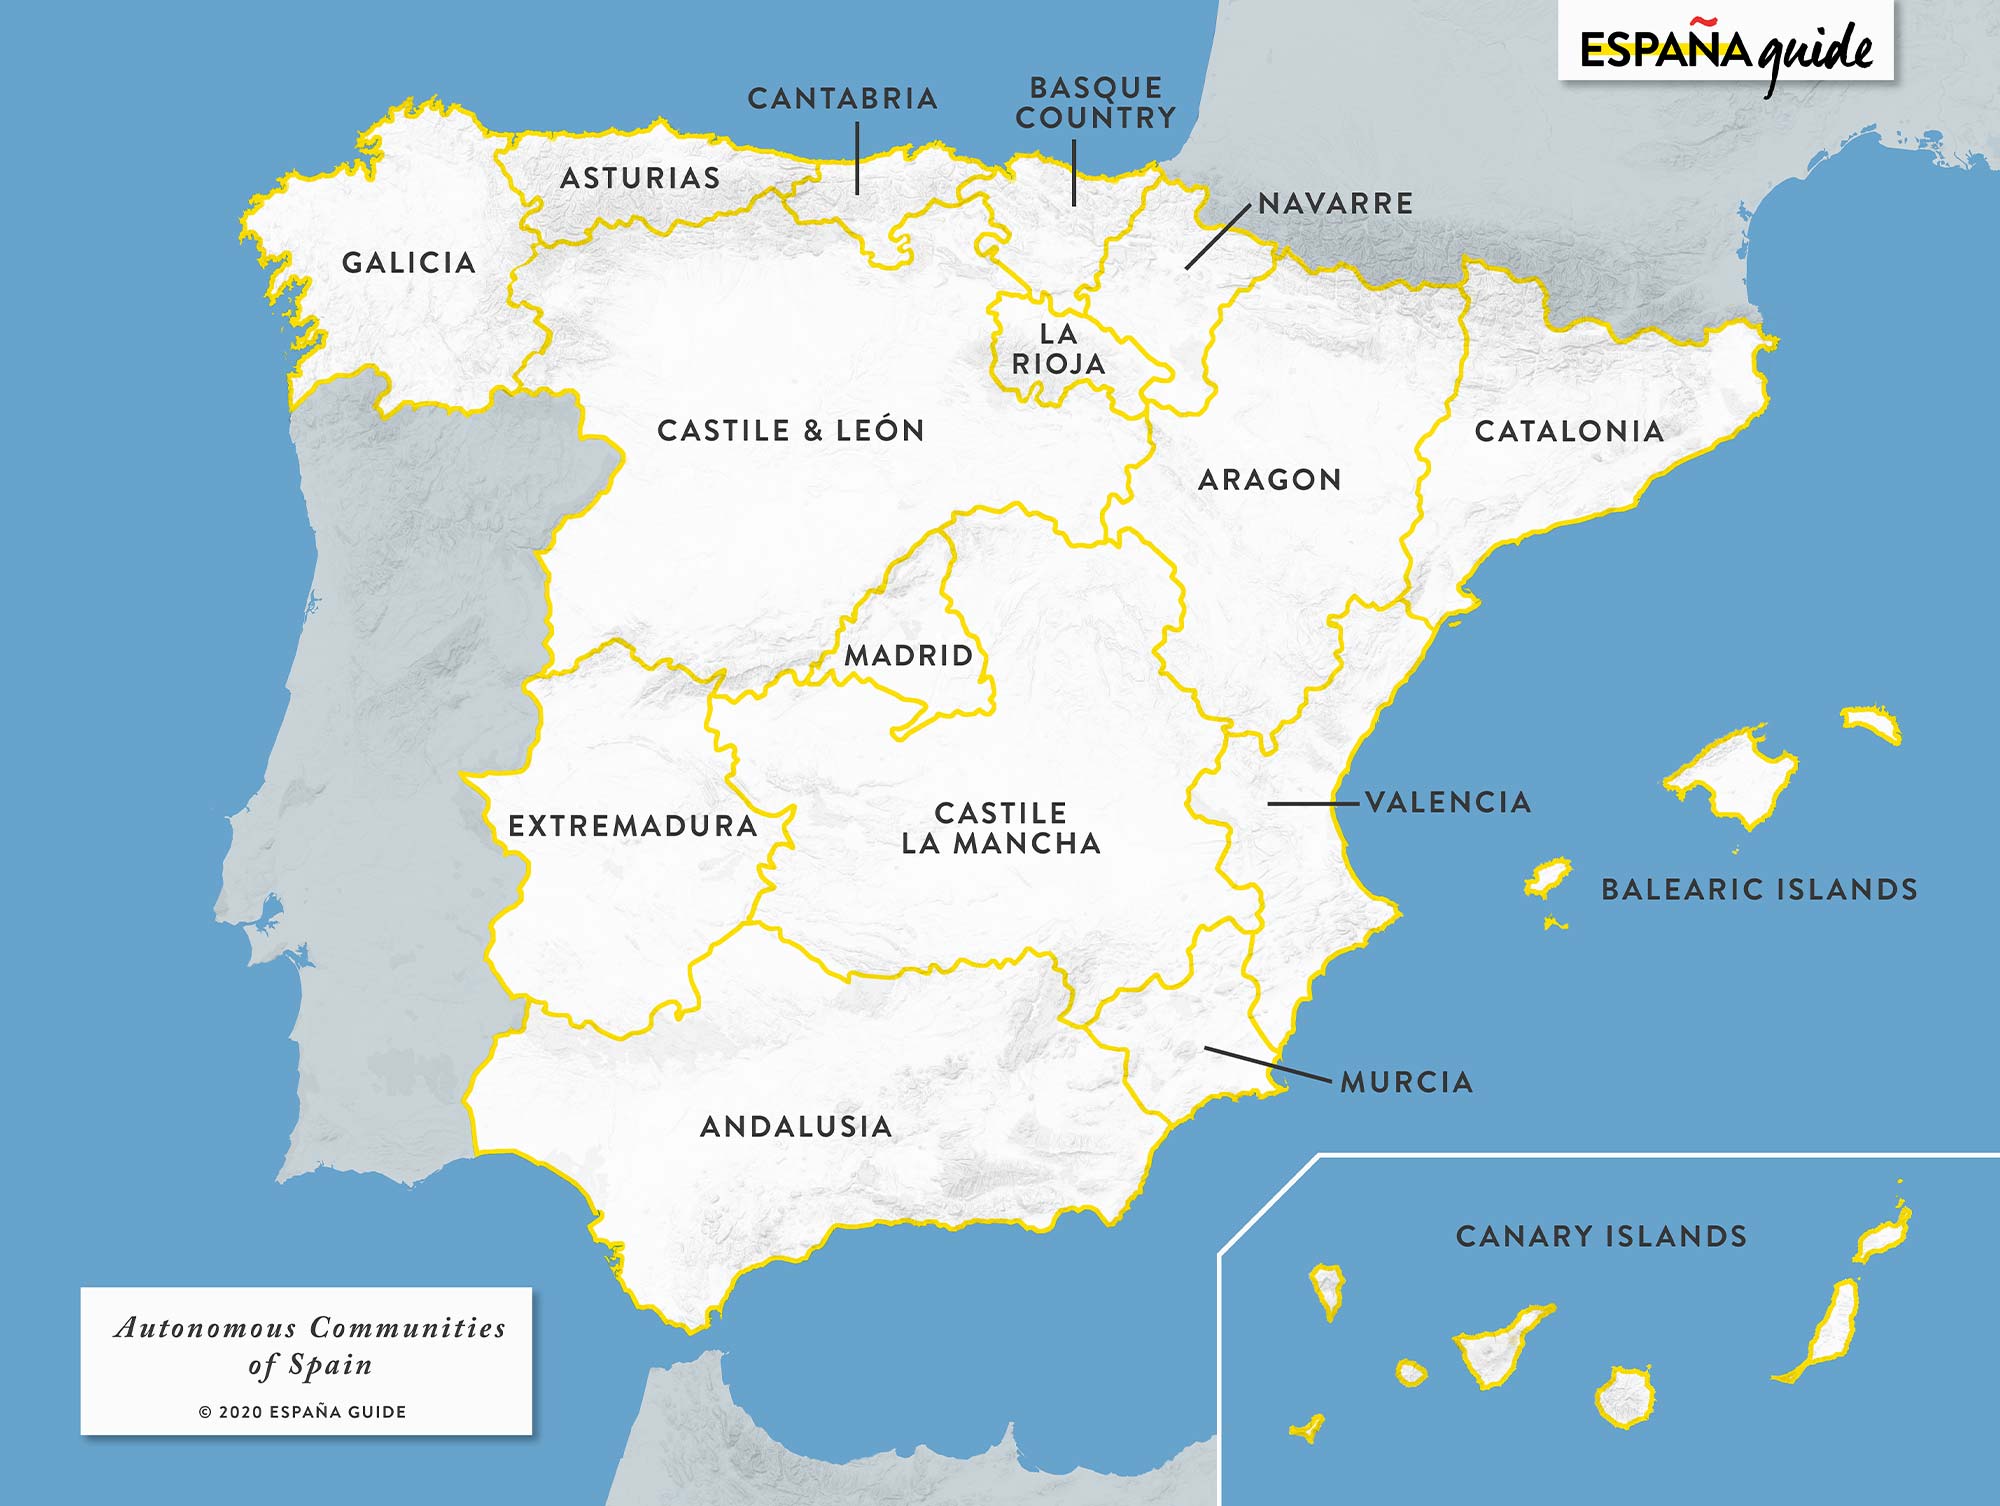 ESPAÑA guide
CANTABRIA
BASQUE
COUNTRY
ASTURIAS
NAVARRE
GALICIA
LA
RIOJA
CASTILE & LEÓN
CATALONIA
ARAGON
MADRID
VALENCIA
CASTILE
LA MANCHA
EXTREMADURA
BALEARIC ISLANDS
MURCIA
ANDALUSIA
CANARY ISLANDS
Autonomous Communities
of Spain
© 2020 ESPAÑA GUIDE